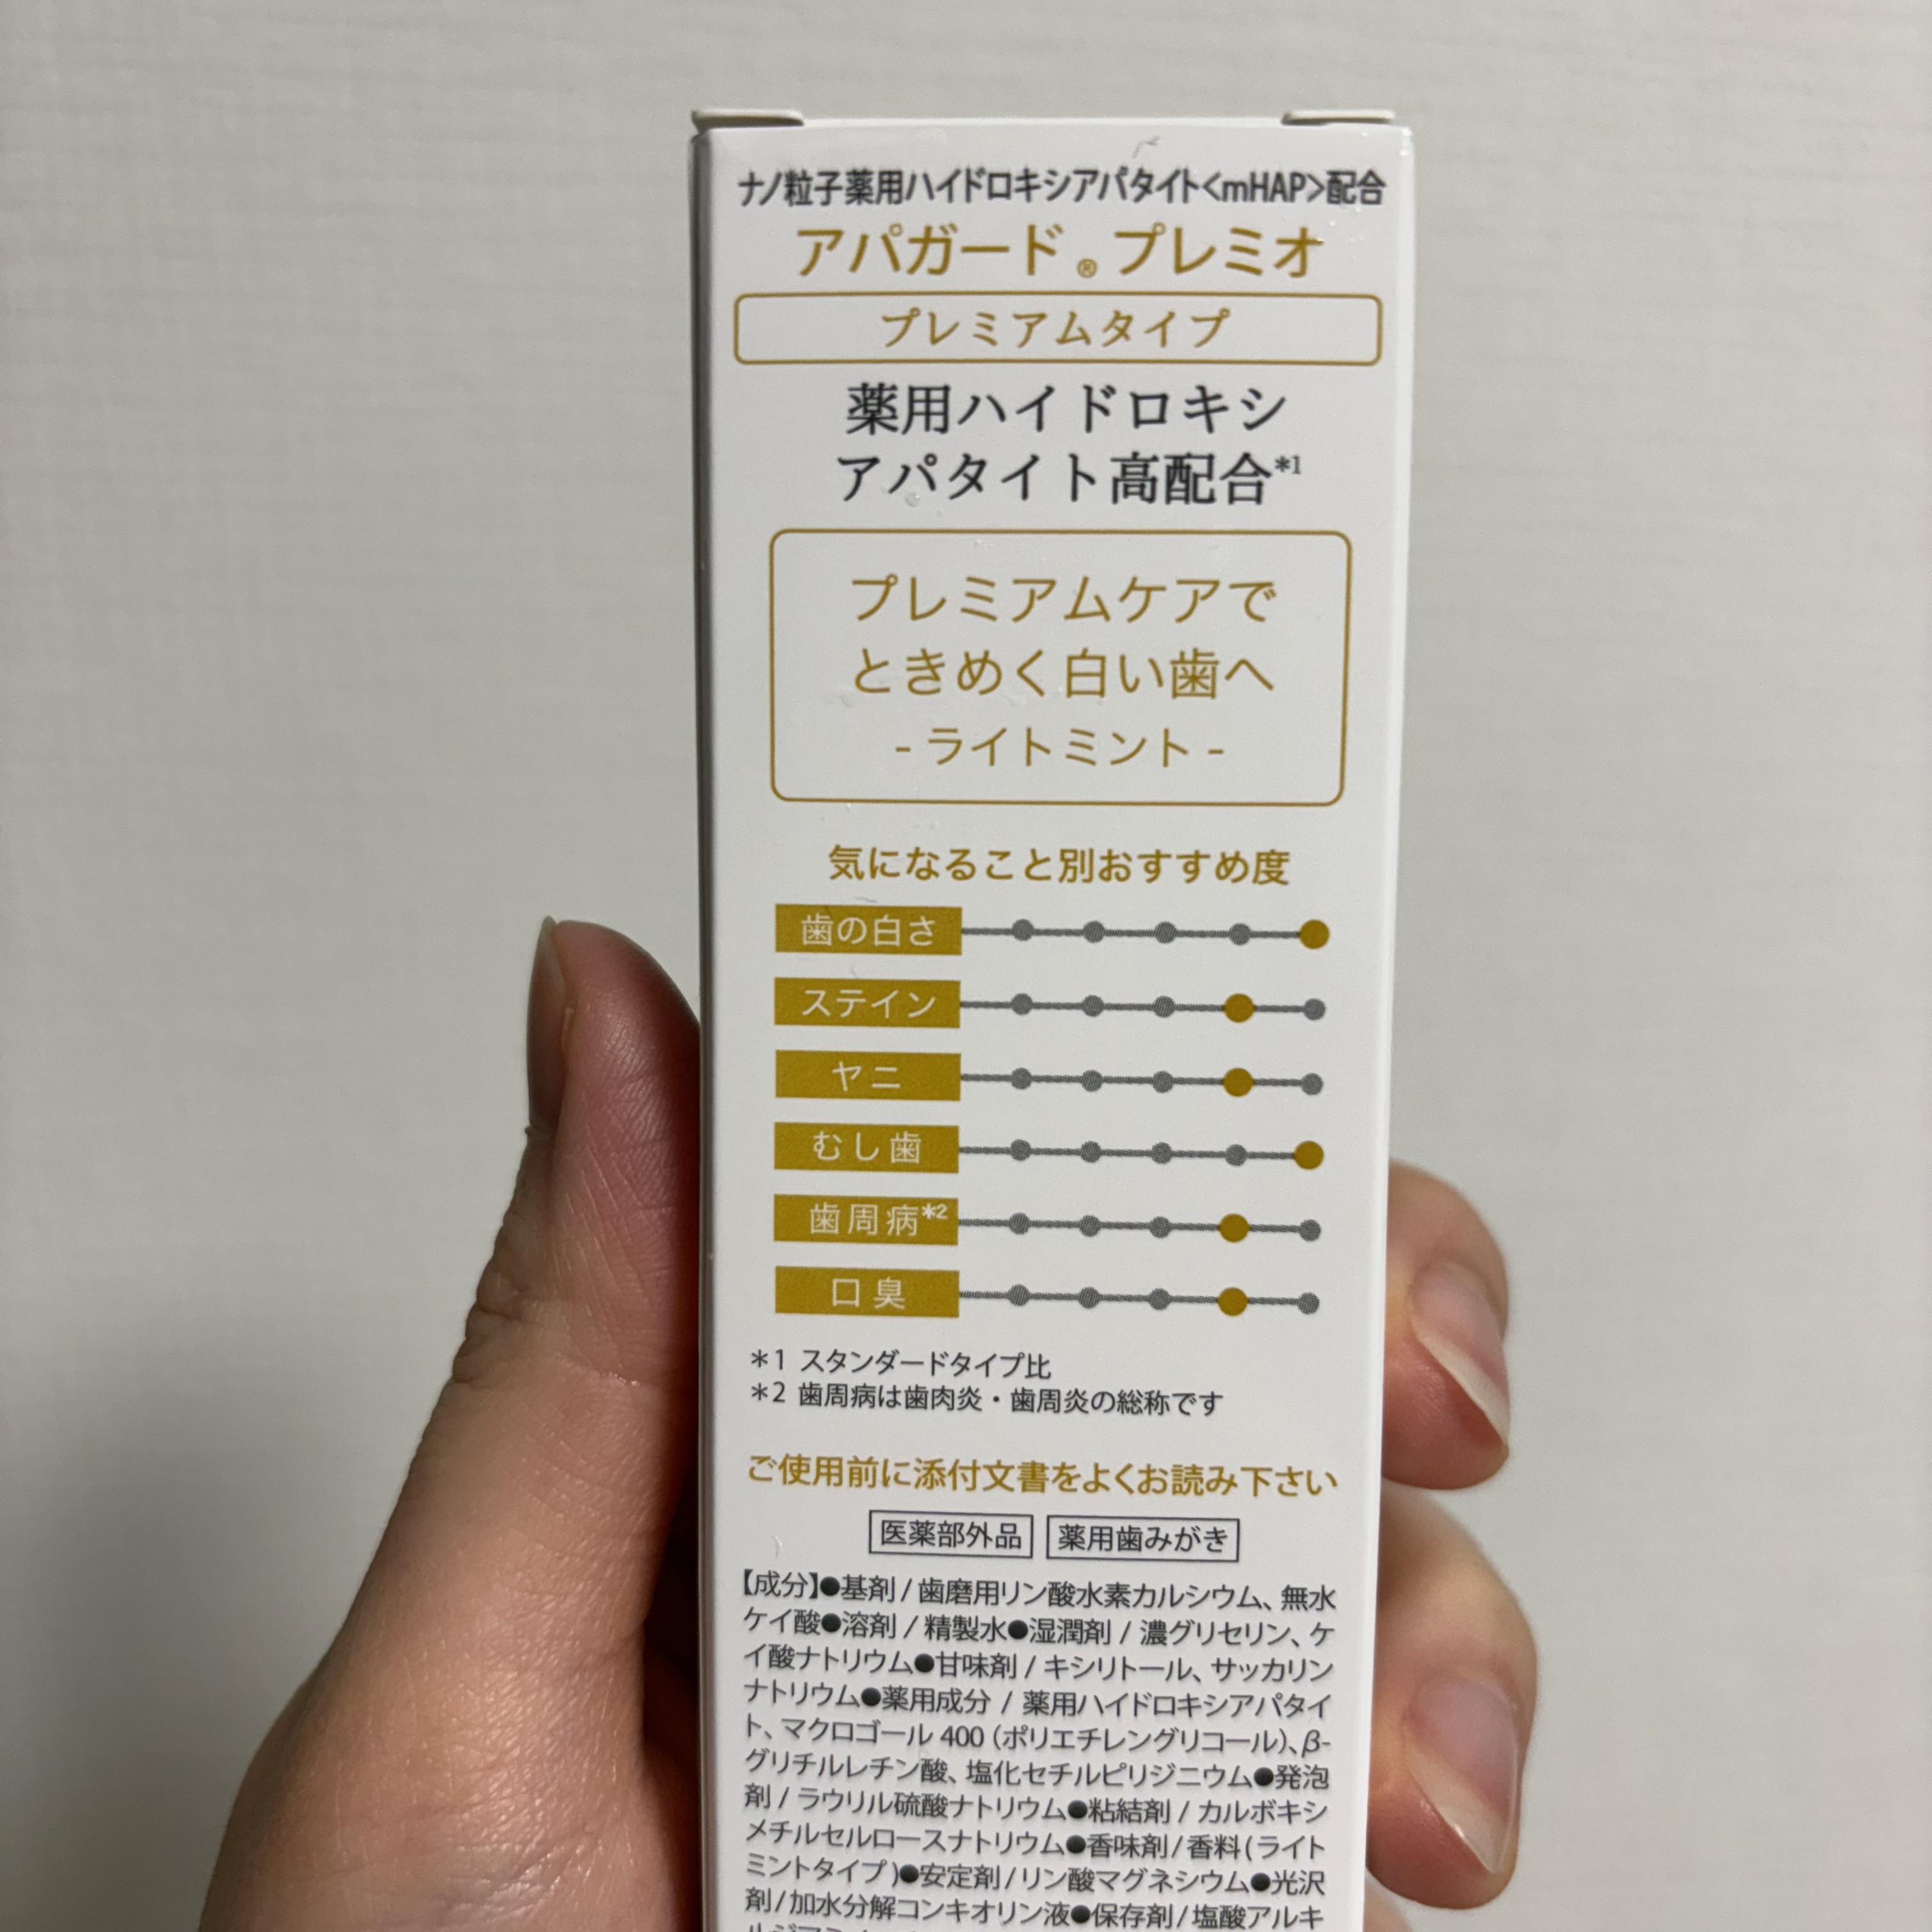 ナノ粒子薬用ハイドロキシアパタイト<mHAP>配合
アパガード®プレミオ
プレミアムタイプ
薬用ハイドロキシ
アパタイト高配合*1
プレミアムケアで
ときめく白い歯へ
- ライトミント -
気になること別おすすめ度
歯の白さ
ステイン
ヤニ
むし歯
歯周病*2
口臭
*1 スタンダードタイプ比
*2 歯周病は歯肉炎・歯周炎の総称です
ご使用前に添付文書をよくお読み下さい
医薬部外品 薬用歯みがき
【成分】●基剤/歯磨用リン酸水素カルシウム、無水
ケイ酸●溶剤/精製水●湿潤剤/濃グリセリン、ケ
イ酸ナトリウム●甘味剤/キシリトール、サッカリン
ナトリウム●薬用成分/薬用ハイドロキシアパタイ
ト、マクロゴール400(ポリエチレングリコール)、β-
グリチルレチン酸、塩化セチルピリジニウム●発泡
剤/ラウリル硫酸ナトリウム●粘結剤/カルボキシ
メチルセルロースナトリウム●香味剤/香料(ライト
ミントタイプ)●安定剤/リン酸マグネシウム●光沢
剤/加水分解コンキオリン液●保存剤/塩酸アルキ